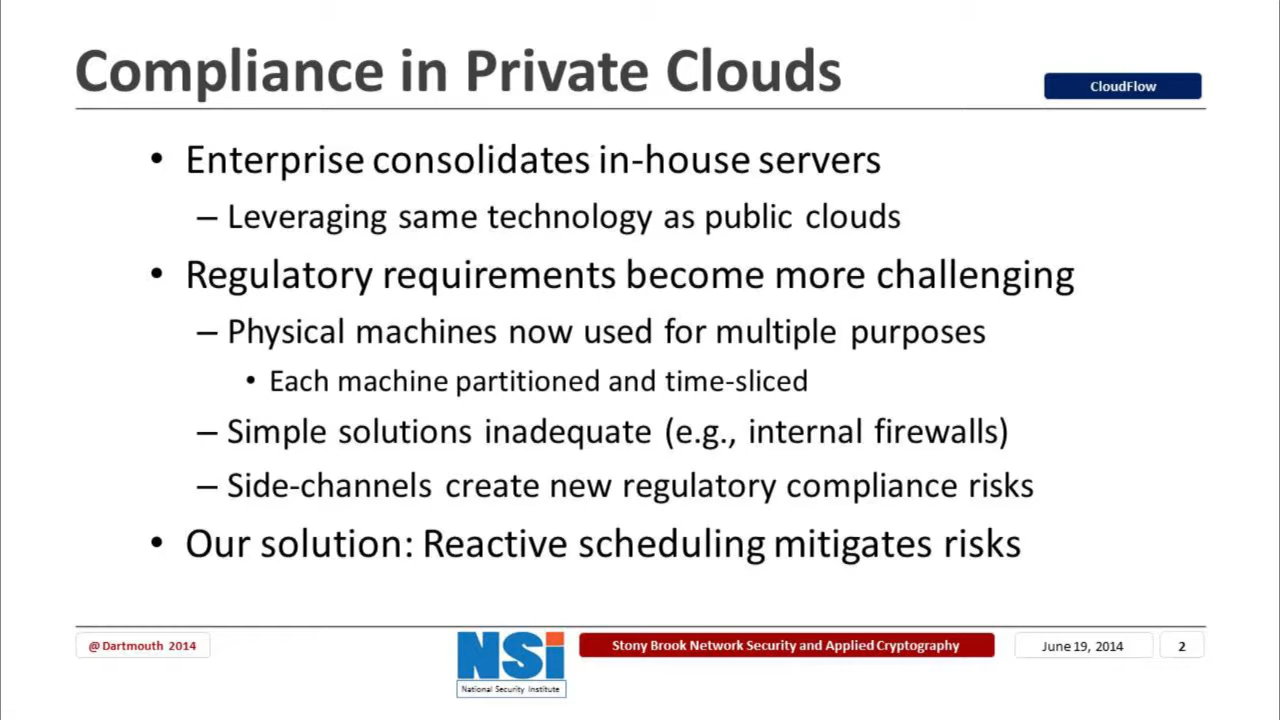 Compliance in Private Clouds
CloudFlow
• Enterprise consolidates in-house servers
– Leveraging same technology as public clouds
• Regulatory requirements become more challenging
– Physical machines now used for multiple purposes
• Each machine partitioned and time-sliced
– Simple solutions inadequate (e.g., internal firewalls)
– Side-channels create new regulatory compliance risks
• Our solution: Reactive scheduling mitigates risks
@ Dartmouth 2014
NSi
National Security Institute
Stony Brook Network Security and Applied Cryptography
June 19, 2014
2